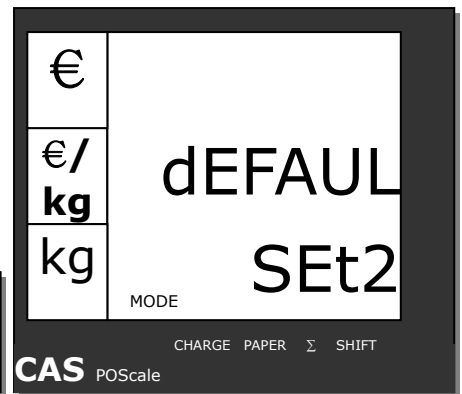 €
€/
kg
kg
dEFAUL
SEt2
MODE
CHARGE PAPER Σ SHIFT
CAS POScale